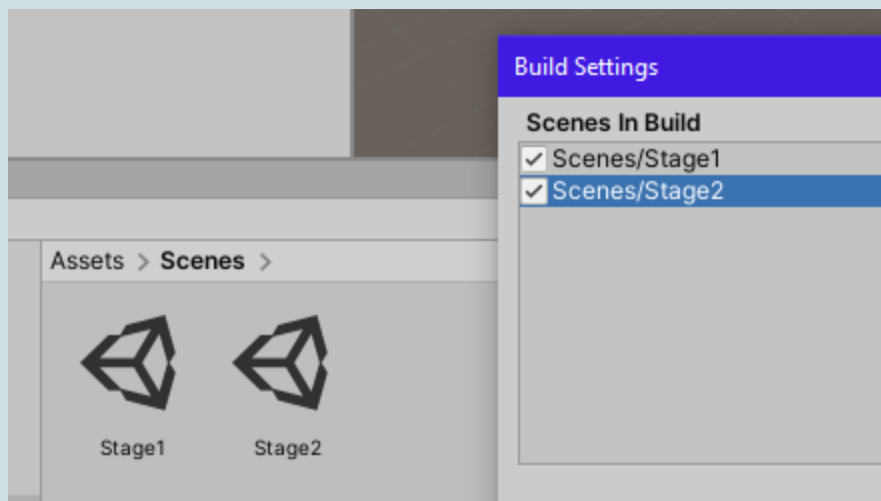 Build Settings
Scenes In Build
Scenes/Stage1
Scenes/Stage2
Assets > Scenes >
Stage1
Stage2